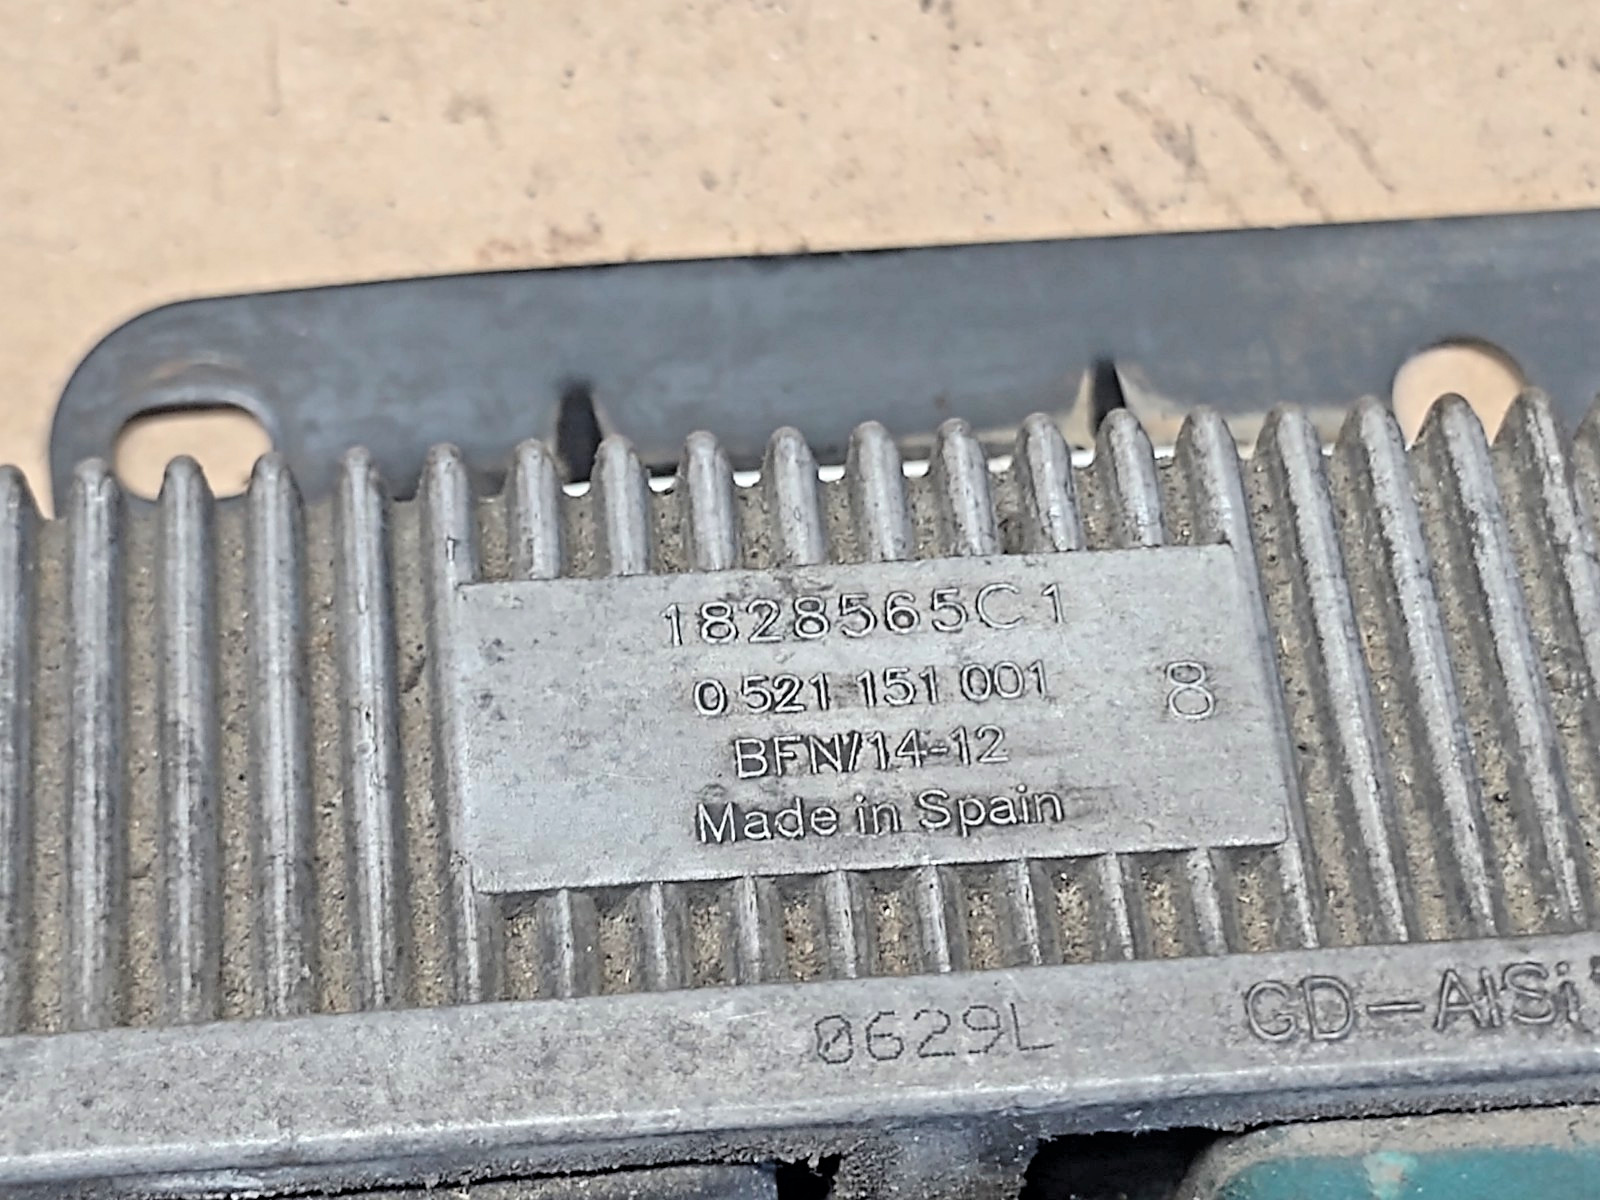 1828565C1
0 521 151 001
8
BFN/14-12
Made in Spain
0629L
GD-AlSi